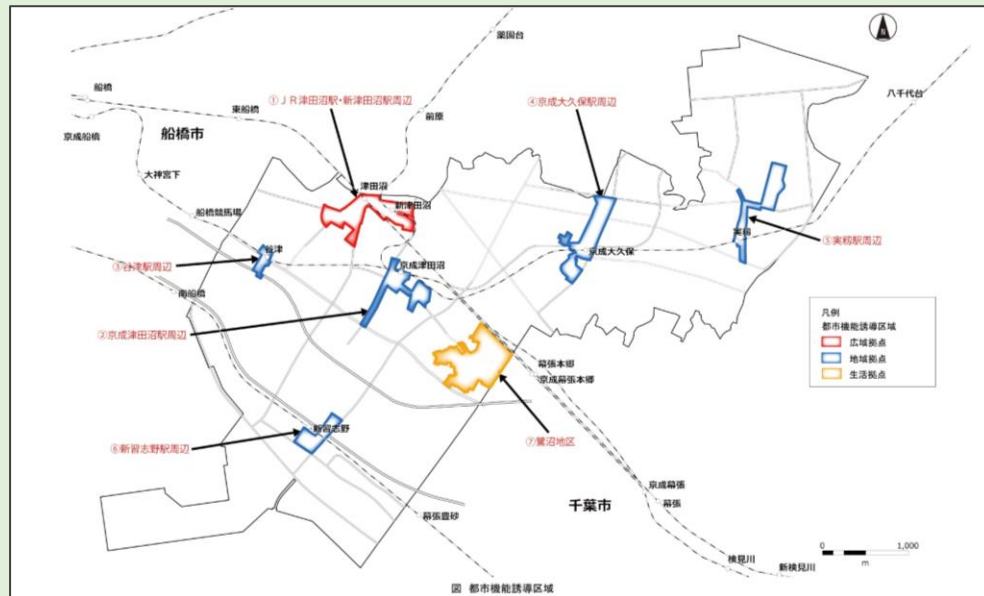 薬園台
八千代台
船橋
①ＪＲ津田沼駅・新津田沼駅周辺
④京成大久保駅周辺
東船橋
前原
京成船橋
船橋市
大神宮下
津田沼
新津田沼
船橋競馬場
実籾
⑤実籾駅周辺
谷津
京成大久保
③谷津駅周辺
京成津田沼
南船橋
凡例
都市機能誘導区域
広域拠点
地域拠点
生活拠点
②京成津田沼駅周辺
幕張本郷
京成幕張本郷
新習志野
⑥新習志野駅周辺
⑦鷺沼地区
京成幕張
幕張
千葉市
幕張豊砂
0 1,000
m
検見川
新検見川
図 都市機能誘導区域